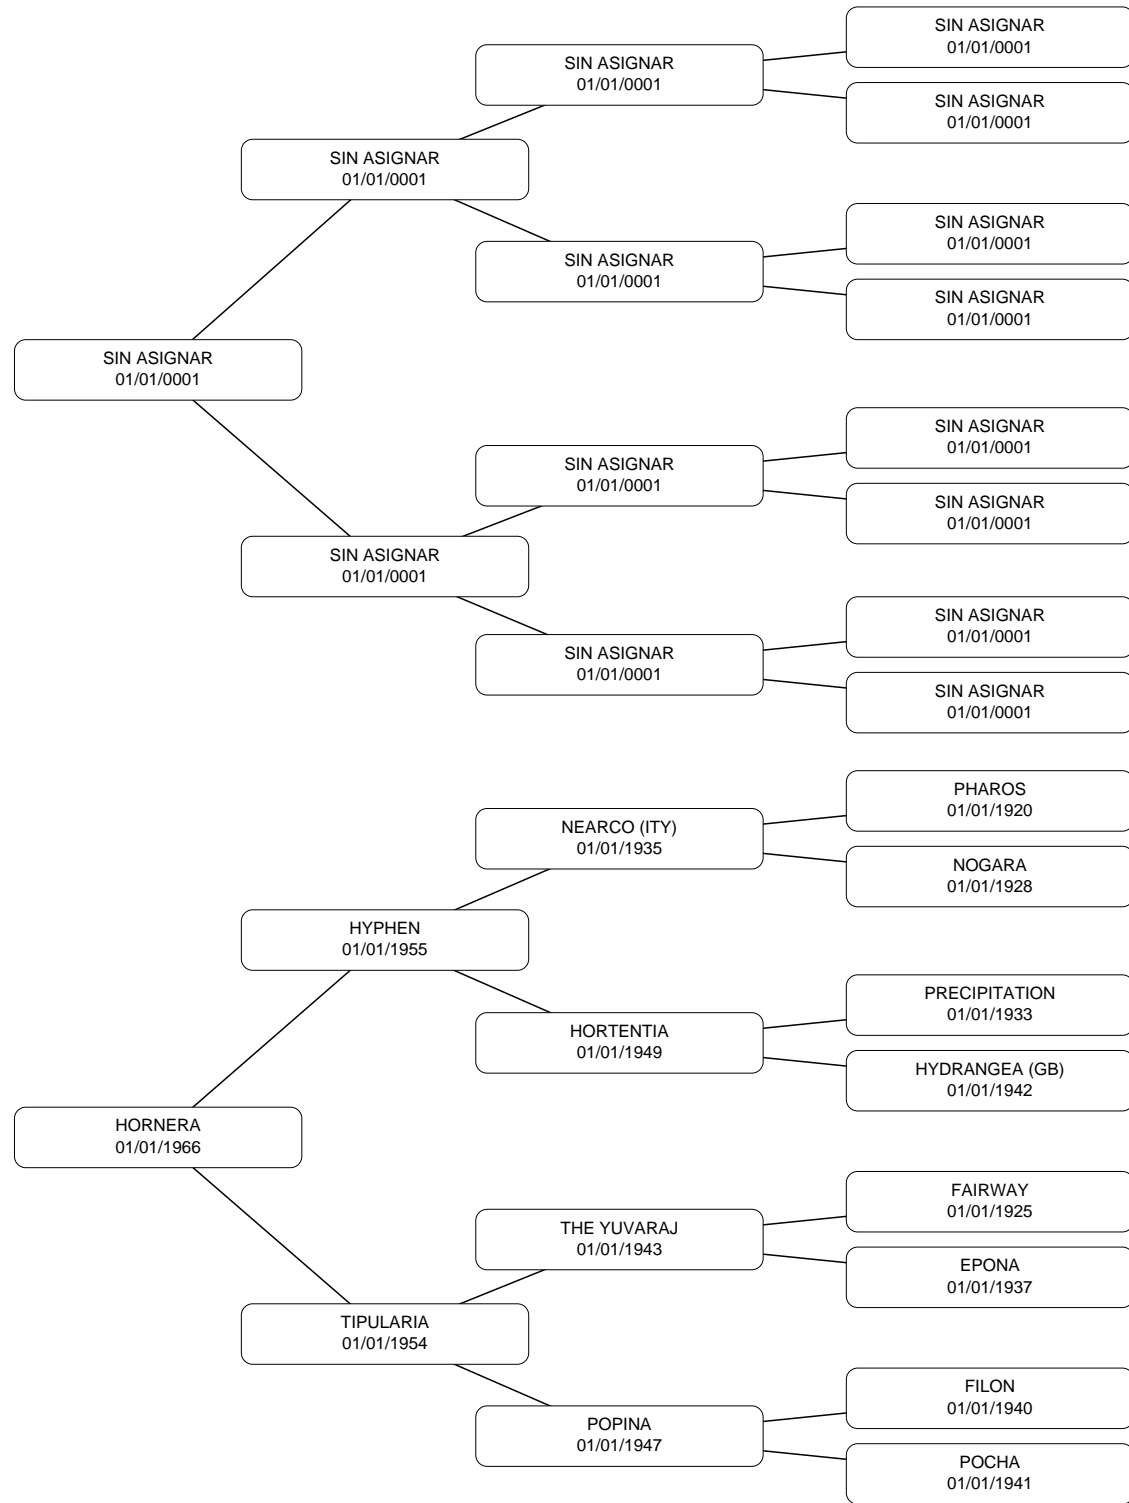 SIN ASIGNAR
01/01/0001
SIN ASIGNAR
01/01/0001
SIN ASIGNAR
01/01/0001
SIN ASIGNAR
01/01/0001
SIN ASIGNAR
01/01/0001
SIN ASIGNAR
01/01/0001
SIN ASIGNAR
01/01/0001
SIN ASIGNAR
01/01/0001
SIN ASIGNAR
01/01/0001
SIN ASIGNAR
01/01/0001
SIN ASIGNAR
01/01/0001
SIN ASIGNAR
01/01/0001
SIN ASIGNAR
01/01/0001
SIN ASIGNAR
01/01/0001
SIN ASIGNAR
01/01/0001
PHAROS
01/01/1920
NEARCO (ITY)
01/01/1935
NOGARA
01/01/1928
HYPHEN
01/01/1955
PRECIPITATION
01/01/1933
HORTENTIA
01/01/1949
HYDRANGEA (GB)
01/01/1942
HORNERA
01/01/1966
FAIRWAY
01/01/1925
THE YUVARAJ
01/01/1943
EPONA
01/01/1937
TIPULARIA
01/01/1954
FILON
01/01/1940
POPINA
01/01/1947
POCHA
01/01/1941